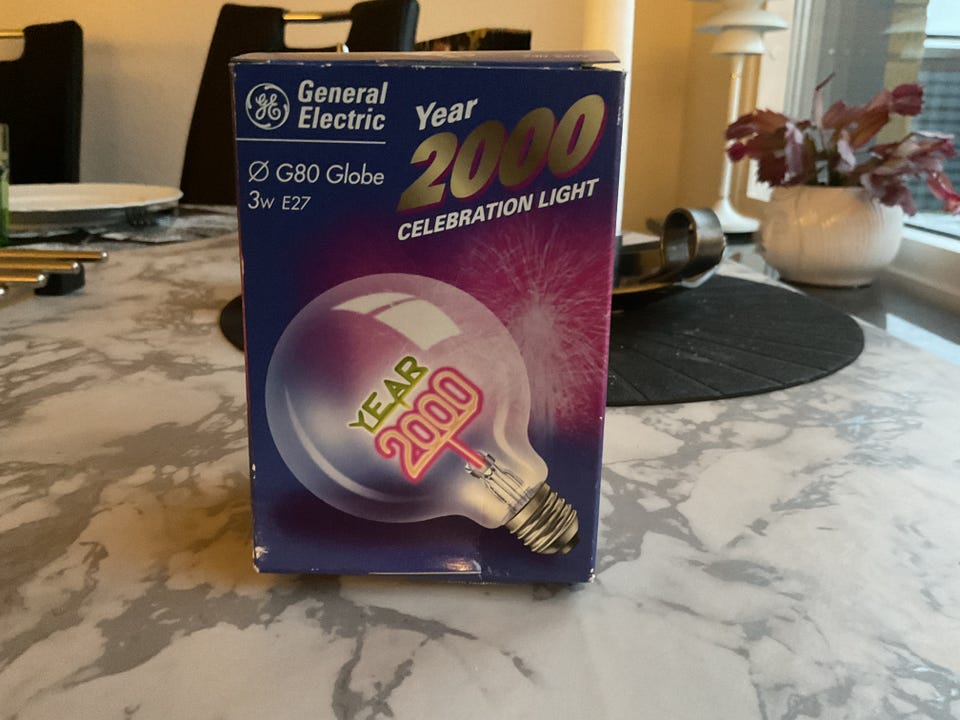 GE
General
Electric
Ø G80 Globe
3w E27
Year
2000
CELEBRATION LIGHT
YEAR
2000